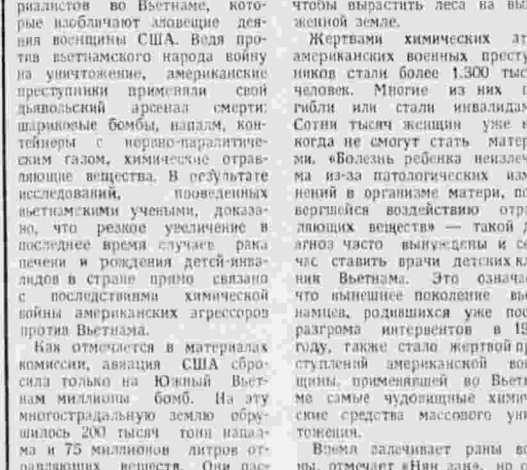 риалистов во Вьетнаме, кото-
рые изобличают зловещие дея-
ния военщины США. Ведя про-
тив вьетнамского народа войну
на уничтожение, американские
преступники применяли свой
дьявольский арсенал смерти:
шариковые бомбы, напалм, кон-
тейнеры с нервно-паралитиче-
ским газом, химические отрав-
ляющие вещества. В результате
исследований, проведенных
вьетнамскими учеными, доказа-
но, что резкое увеличение в
последнее время случаев рака
печени и рождения детей-инва-
лидов в стране прямо связано
с последствиями химической
войны американских агрессоров
против Вьетнама.
Как отмечается в материалах
комиссии, авиация США сбро-
сила только на Южный Вьет-
нам миллионы бомб. На эту
многострадальную землю обру-
шилось 200 тысяч тонн напал-
ма и 75 миллионов литров от-
равляющих веществ. Они рас-
чтобы вырастить леса на вы
женной земле.
Жертвами химических ат
американских военных престу
ников стали более 1.300 тыс
человек. Многие из них п
гибли или стали инвалида
Сотни тысяч женщин уже н
когда не смогут стать матер
ми. «Болезнь ребенка неизлеч
ма из-за патологических изм
нений в организме матери, по
вергшейся воздействию отр
ляющих веществ» — такой д
агноз часто вынуждены и се
час ставить врачи детских кл
ник Вьетнама. Это означа
что нынешнее поколение вь
намцев, родившихся уже пос
разгрома интервентов в 19
году, также стало жертвой пр
ступлений американской во
щины, применявшей во Вьетн
ме самые чудовищные химич
ские средства массового уни
тожения.
Время залечивает раны в
ны, отмечает «Нянзан», но